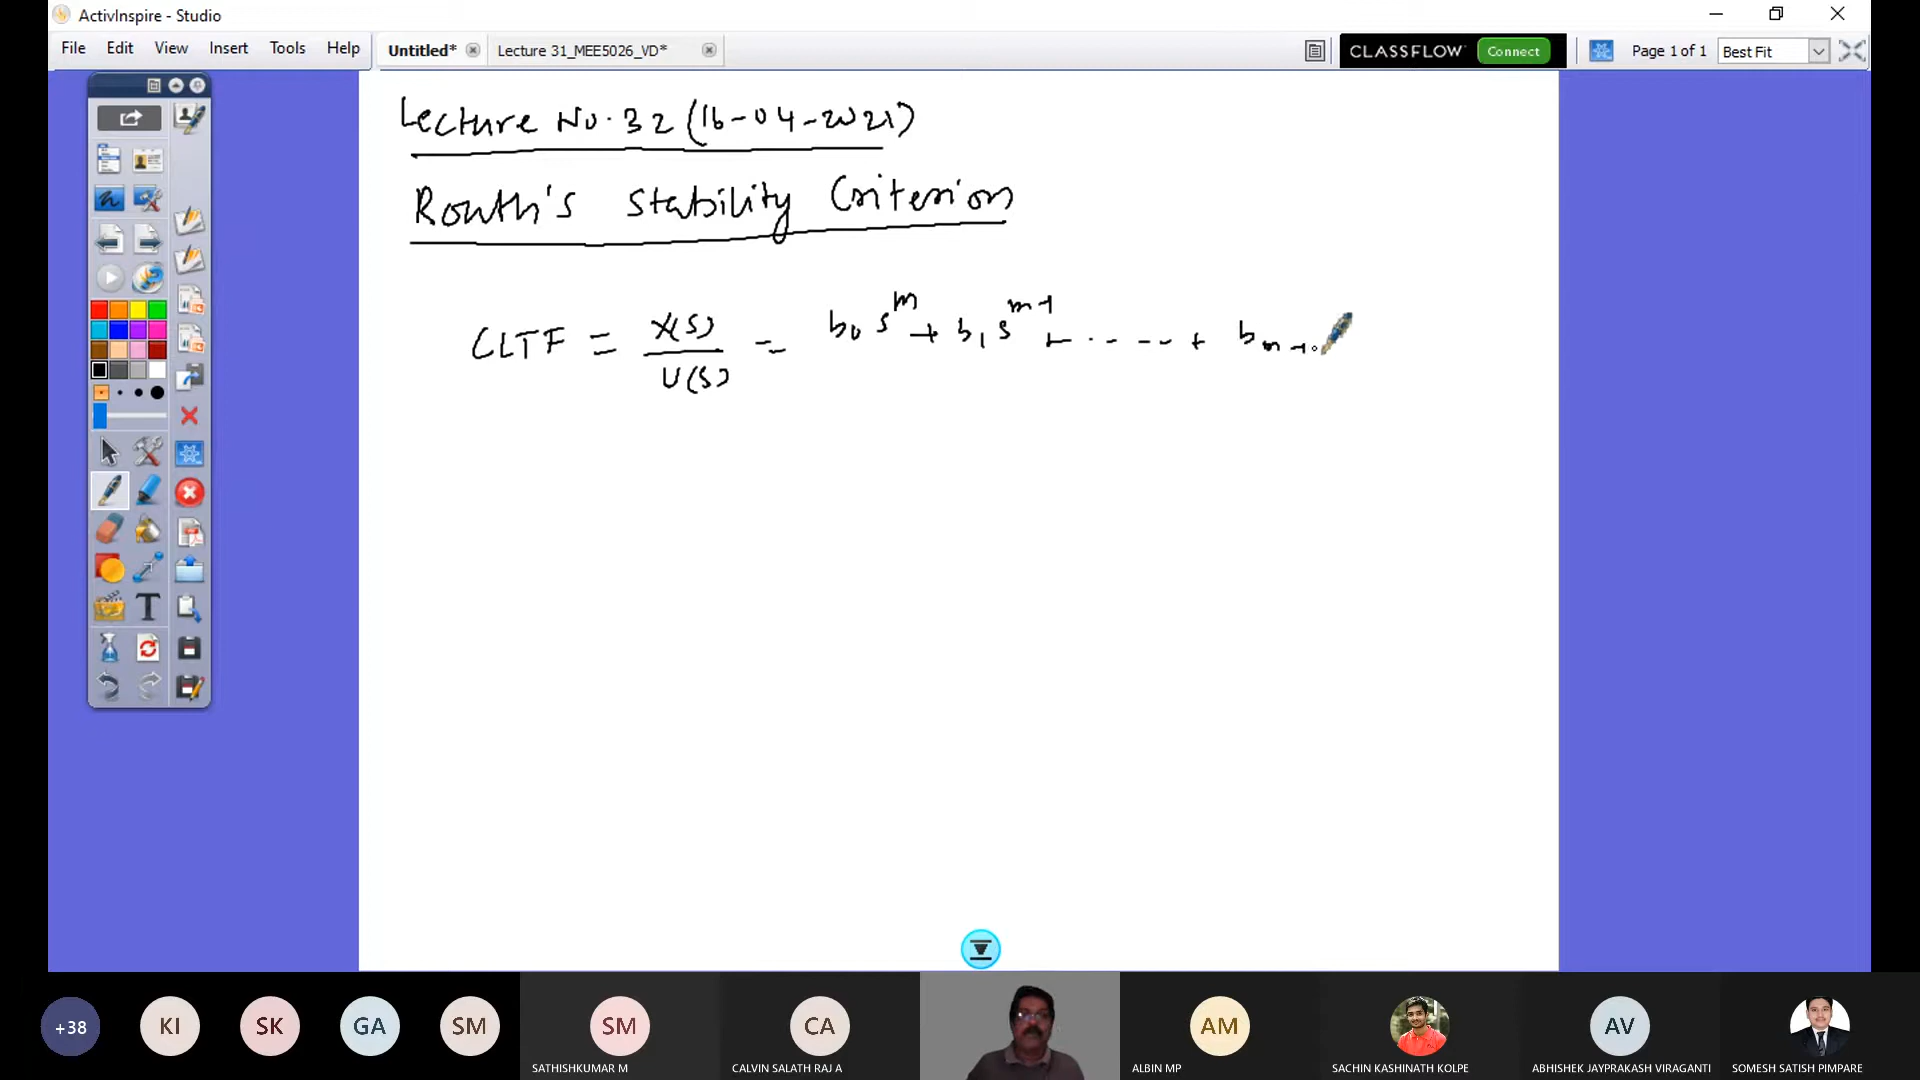 ActivInspire - Studio
File Edit View Insert Tools Help
Untitled* Lecture 31_MEE5026_VD*
CLASSFLOW Connect
Page 1 of 1 Best Fit
Lecture No. 32 (16-04-2021)
Routh's Stability Criterion
CLTF = X(s)/U(s) = b₀ s^m + b₁ s^m-1 + ..... + b_m-1
T
+38 KI SK GA SM SM CA AM AV
SATHISHKUMAR M
CALVIN SALATH RAJ A
ALBIN MP
SACHIN KASHINATH KOLPE
ABHISHEK JAYPRAKASH VIRAGANTI
SOMESH SATISH PIMPARE